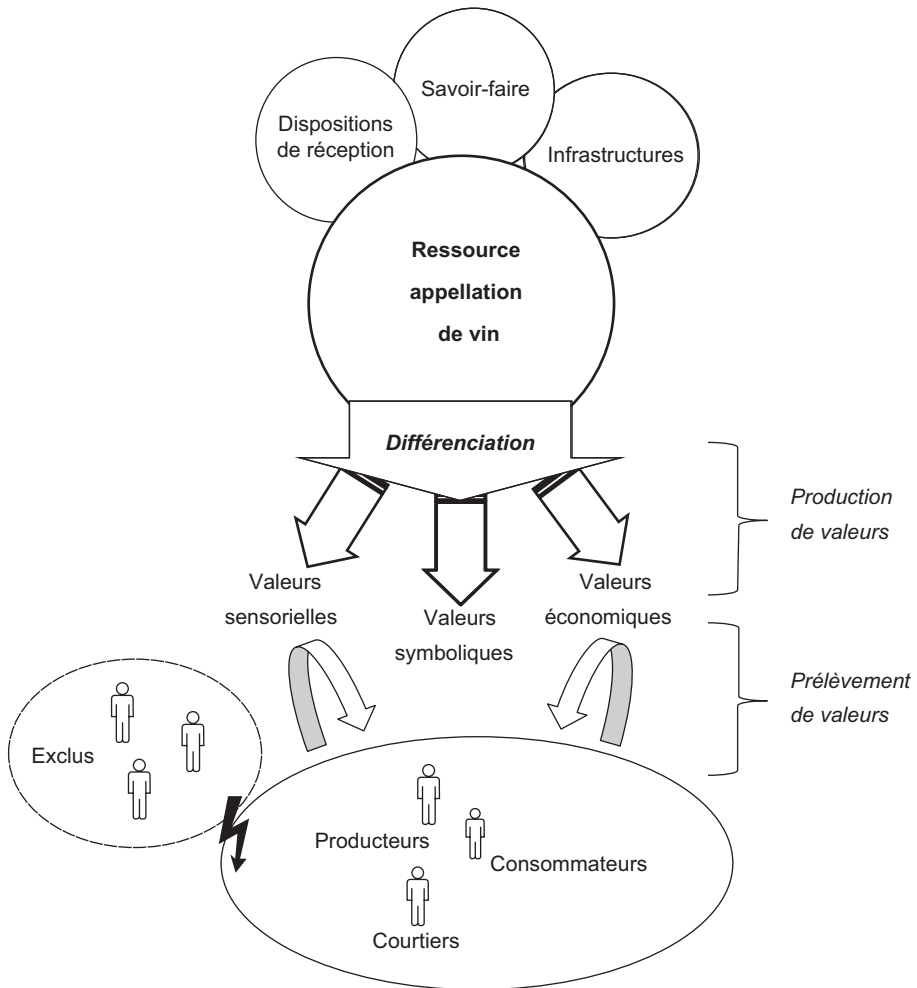 Savoir-faire
Dispositions
de réception
Infrastructures
Ressource
appellation
de vin
Différenciation
Production
de valeurs
Valeurs
sensorielles
Valeurs
symboliques
Valeurs
économiques
Prélèvement
de valeurs
Exclus
Producteurs
Consommateurs
Courtiers